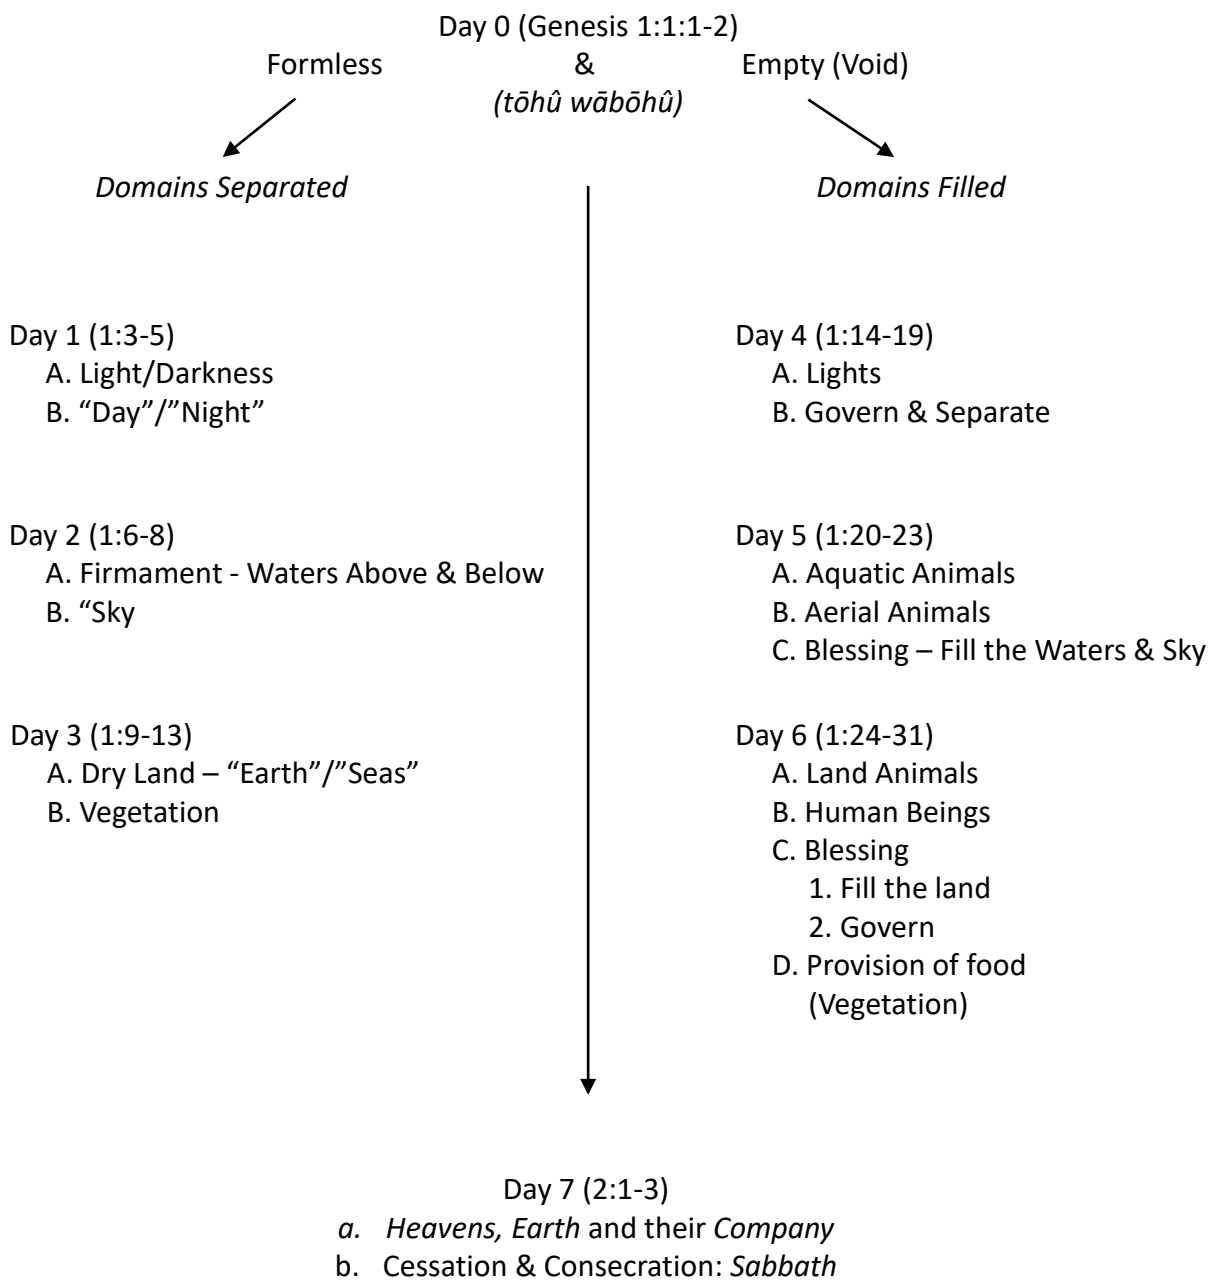 Day 0 (Genesis 1:1:1-2)
Formless & Empty (Void)
(tōhû wābōhû)
Domains Separated
Domains Filled
Day 1 (1:3-5)
A. Light/Darkness
B. “Day”/”Night”
Day 2 (1:6-8)
A. Firmament - Waters Above & Below
B. “Sky
Day 3 (1:9-13)
A. Dry Land – “Earth”/”Seas”
B. Vegetation
Day 4 (1:14-19)
A. Lights
B. Govern & Separate
Day 5 (1:20-23)
A. Aquatic Animals
B. Aerial Animals
C. Blessing – Fill the Waters & Sky
Day 6 (1:24-31)
A. Land Animals
B. Human Beings
C. Blessing
1. Fill the land
2. Govern
D. Provision of food
(Vegetation)
Day 7 (2:1-3)
a. Heavens, Earth and their Company
b. Cessation & Consecration: Sabbath